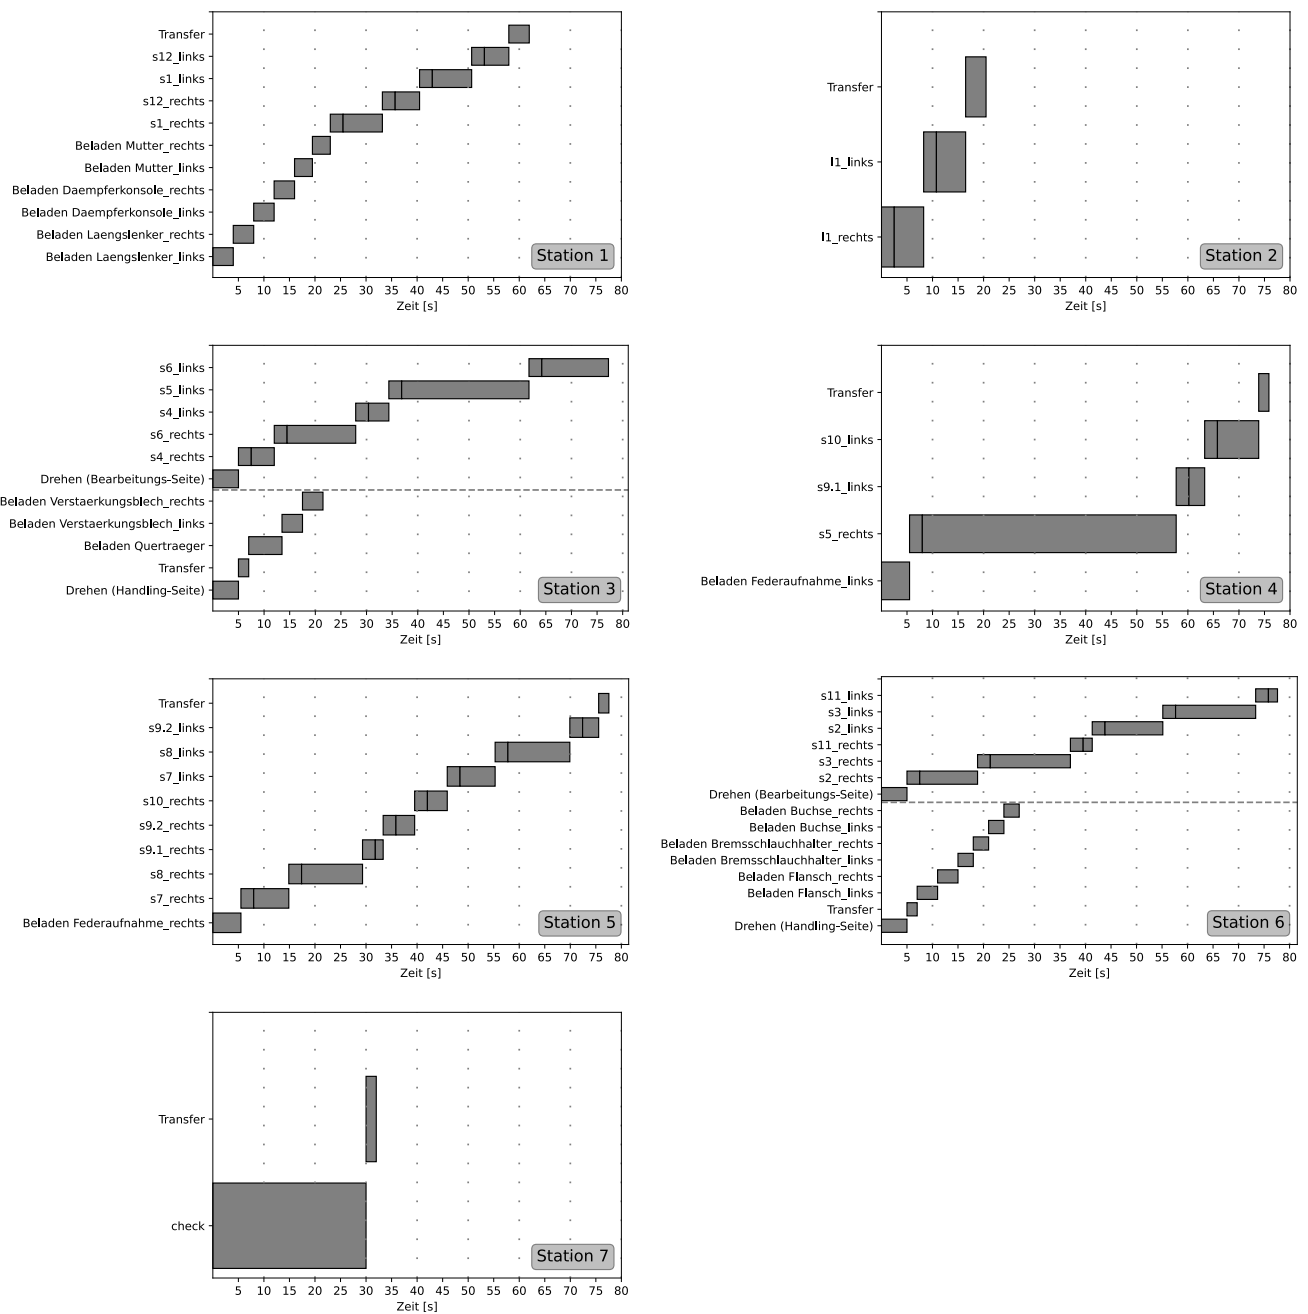 Transfer
s12_links
s1_links
s12_rechts
s1_rechts
Beladen Mutter_rechts
Beladen Mutter_links
Beladen Daempferkonsole_rechts
Beladen Daempferkonsole_links
Beladen Laengslenker_rechts
Beladen Laengslenker_links
Station 1
5 10 15 20 25 30 35 40 45 50 55 60 65 70 75 80
Zeit [s]
Transfer
l1_links
l1_rechts
Station 2
5 10 15 20 25 30 35 40 45 50 55 60 65 70 75 80
Zeit [s]
s6_links
s5_links
s4_links
s6_rechts
s4_rechts
Drehen (Bearbeitungs-Seite)
Beladen Verstaerkungsblech_rechts
Beladen Verstaerkungsblech_links
Beladen Quertraeger
Transfer
Drehen (Handling-Seite)
Station 3
5 10 15 20 25 30 35 40 45 50 55 60 65 70 75 80
Zeit [s]
Transfer
s10_links
s9.1_links
s5_rechts
Beladen Federaufnahme_links
Station 4
5 10 15 20 25 30 35 40 45 50 55 60 65 70 75 80
Zeit [s]
Transfer
s9.2_links
s8_links
s7_links
s10_rechts
s9.2_rechts
s9.1_rechts
s8_rechts
s7_rechts
Beladen Federaufnahme_rechts
Station 5
5 10 15 20 25 30 35 40 45 50 55 60 65 70 75 80
Zeit [s]
s11_links
s3_links
s2_links
s11_rechts
s3_rechts
s2_rechts
Drehen (Bearbeitungs-Seite)
Beladen Buchse_rechts
Beladen Buchse_links
Beladen Bremsschlauchhalter_rechts
Beladen Bremsschlauchhalter_links
Beladen Flansch_rechts
Beladen Flansch_links
Transfer
Drehen (Handling-Seite)
Station 6
5 10 15 20 25 30 35 40 45 50 55 60 65 70 75 80
Zeit [s]
Transfer
check
Station 7
5 10 15 20 25 30 35 40 45 50 55 60 65 70 75 80
Zeit [s]